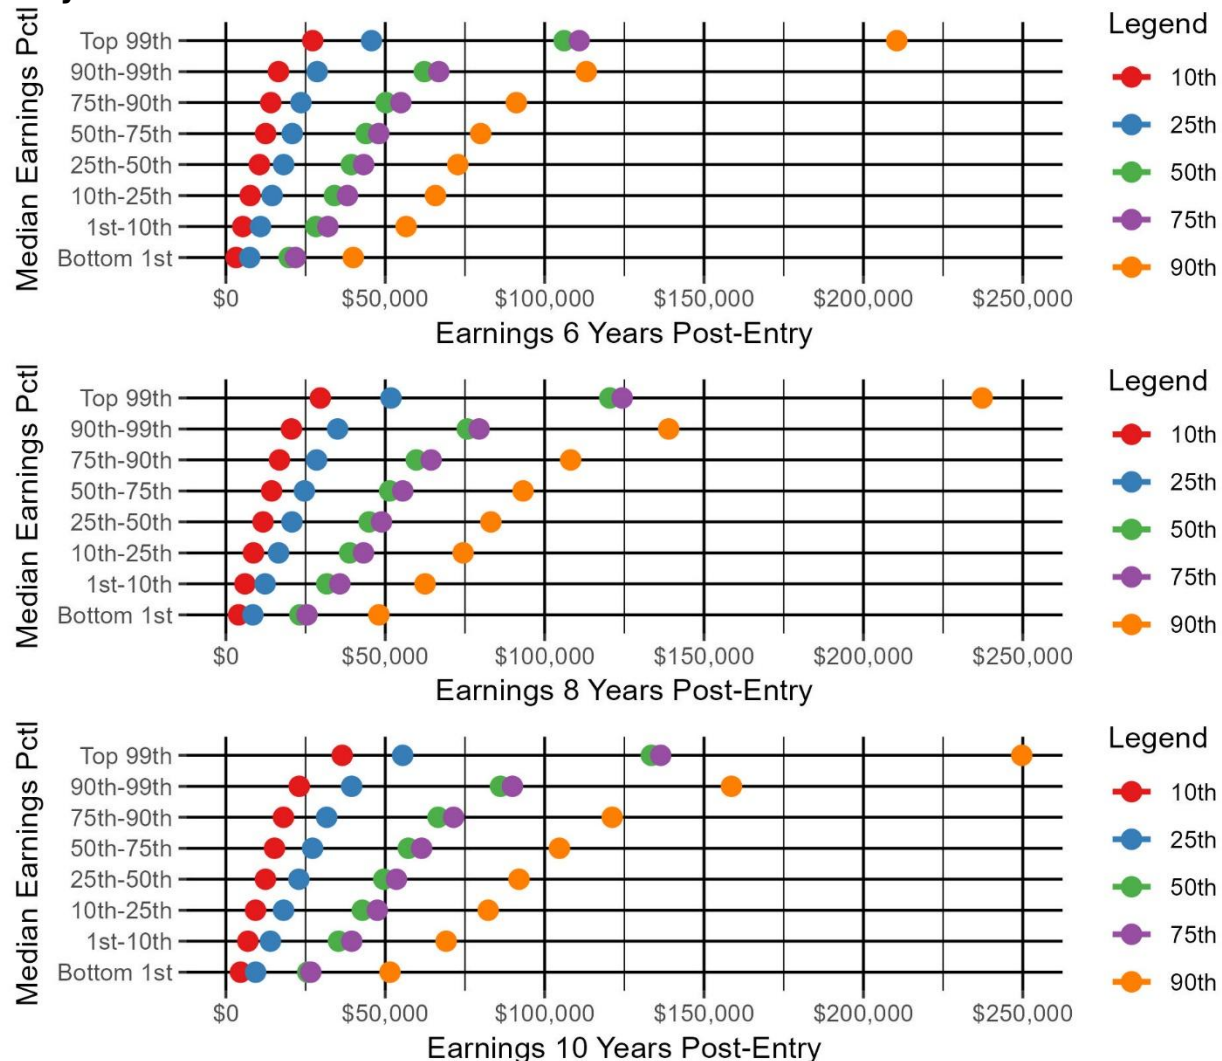 Median Earnings Pctl
Top 99th
90th-99th
75th-90th
50th-75th
25th-50th
10th-25th
1st-10th
Bottom 1st
$0 $50,000 $100,000 $150,000 $200,000 $250,000
Earnings 6 Years Post-Entry
Legend
10th
25th
50th
75th
90th
Median Earnings Pctl
Top 99th
90th-99th
75th-90th
50th-75th
25th-50th
10th-25th
1st-10th
Bottom 1st
$0 $50,000 $100,000 $150,000 $200,000 $250,000
Earnings 8 Years Post-Entry
Legend
10th
25th
50th
75th
90th
Median Earnings Pctl
Top 99th
90th-99th
75th-90th
50th-75th
25th-50th
10th-25th
1st-10th
Bottom 1st
$0 $50,000 $100,000 $150,000 $200,000 $250,000
Earnings 10 Years Post-Entry
Legend
10th
25th
50th
75th
90th